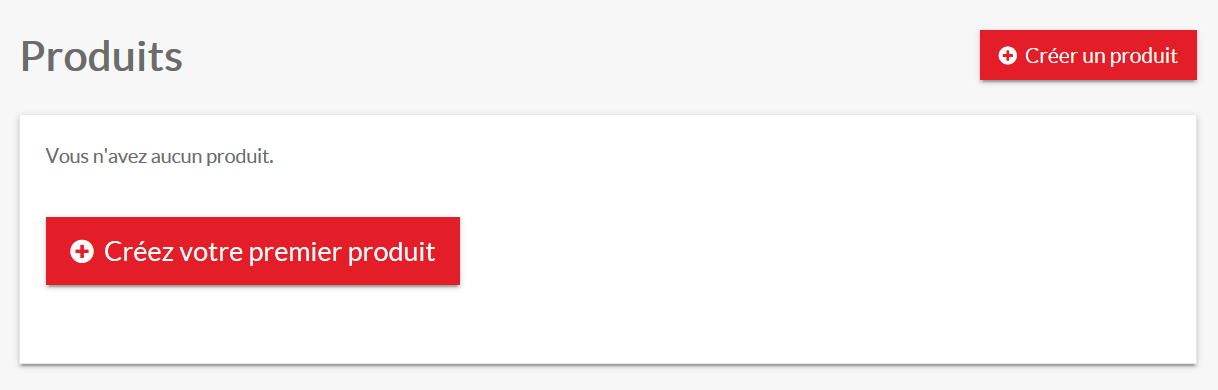 Produits
Créer un produit
Vous n'avez aucun produit.
Créez votre premier produit